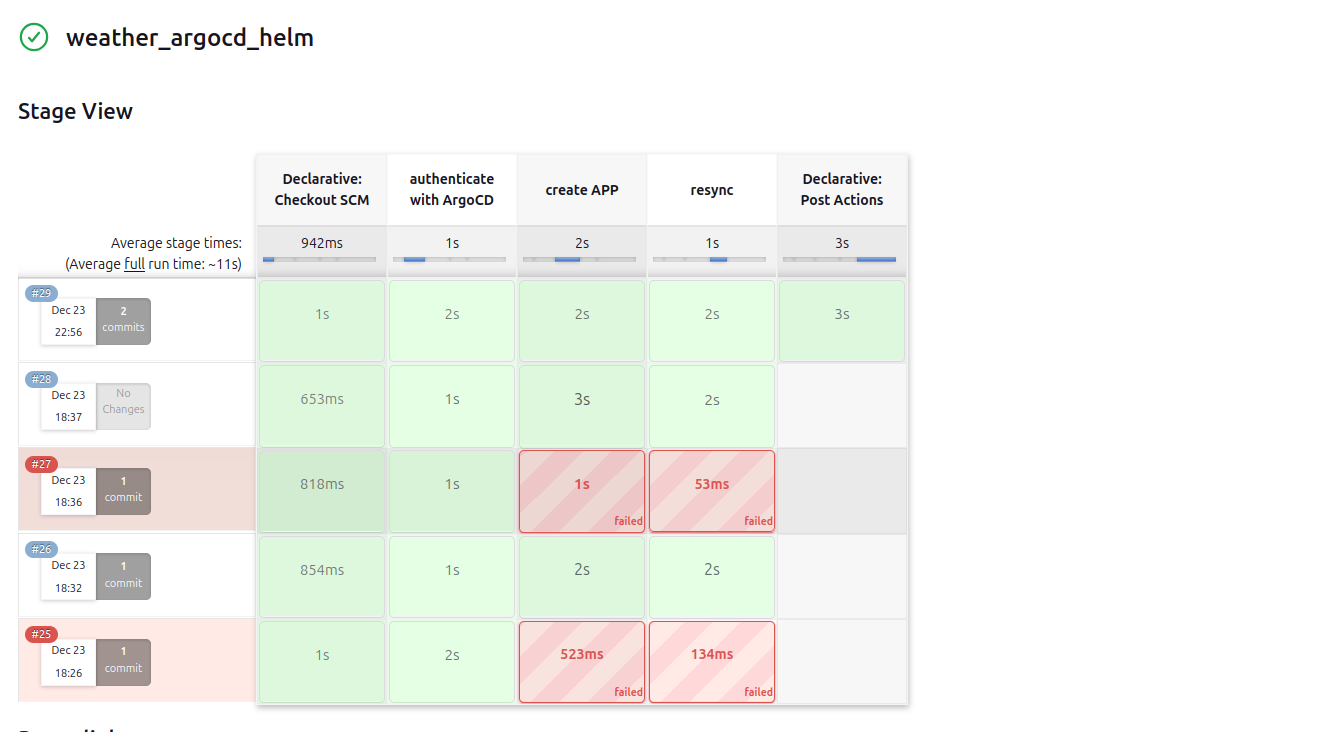 weather_argocd_helm
Stage View
Declarative: Checkout SCM
authenticate with ArgoCD
create APP
resync
Declarative: Post Actions
Average stage times:
(Average full run time: ~11s)
942ms
1s
2s
1s
3s
#29
Dec 23
22:56
2
commits
1s
2s
2s
2s
3s
#28
Dec 23
18:37
No
Changes
653ms
1s
3s
2s
#27
Dec 23
18:36
1
commit
818ms
1s
1s
failed
53ms
failed
#26
Dec 23
18:32
1
commit
854ms
1s
2s
2s
#25
Dec 23
18:26
1
commit
1s
2s
523ms
failed
134ms
failed